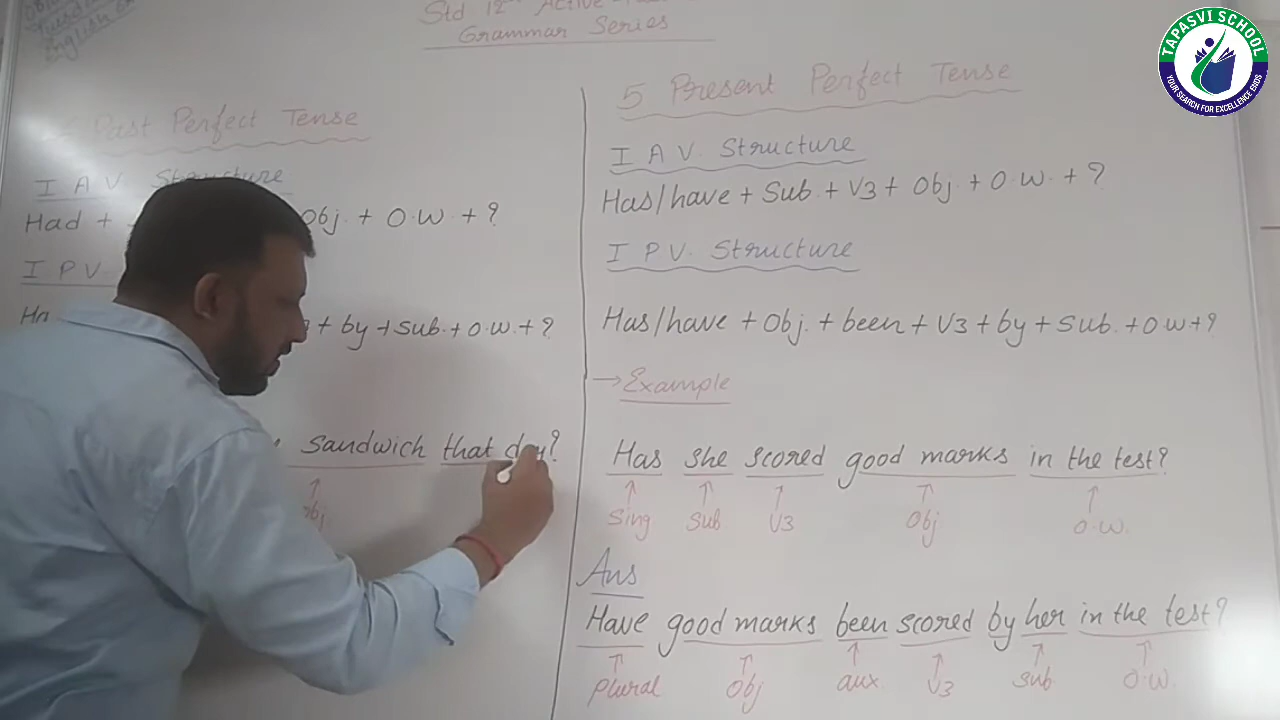 Std 12th Active
Grammar Series
TAPASVI SCHOOL
YOUR SEARCH FOR EXCELLENCE ENDS
Past Perfect Tense
I A V. Structure
Had + Obj. + O.W. + ?
I P V
+ by + Sub. + O.W. + ?
sandwich that day?
Obj
5 Present Perfect Tense
I A V. Structure
Has/have + Sub + V3 + Obj. + O.W. + ?
I P V. Structure
Has/have + Obj. + been + V3 + by + Sub. + O.W + ?
→ Example
Has she scored good marks in the test?
Sing Sub V3 Obj O.W.
Ans
Have good marks been scored by her in the test?
Plural Obj aux. V3 Sub O.W.